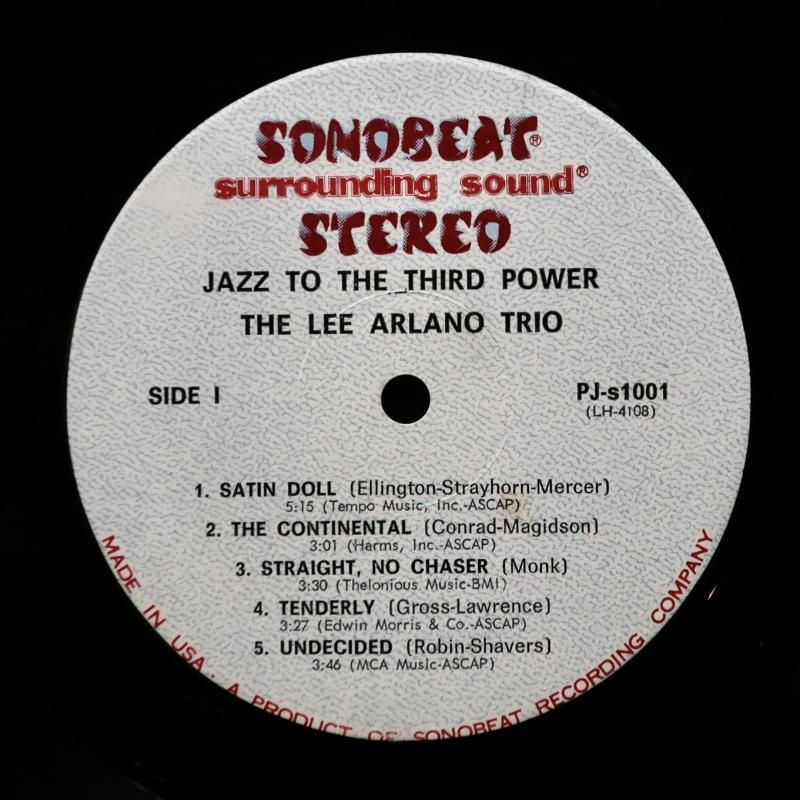 SONOBEAT®
surrounding sound®
STEREO
JAZZ TO THE THIRD POWER
THE LEE ARLANO TRIO
SIDE I
PJ-s1001
(LH-4108)
1. SATIN DOLL (Ellington-Strayhorn-Mercer)
5:15 (Tempo Music, Inc.-ASCAP)
2. THE CONTINENTAL (Conrad-Magidson)
3:01 (Harms, Inc.-ASCAP)
3. STRAIGHT, NO CHASER (Monk)
3:30 (Thelonious Music-BMI)
4. TENDERLY (Gross-Lawrence)
3:27 (Edwin Morris & Co.-ASCAP)
5. UNDECIDED (Robin-Shavers)
3:46 (MCA Music-ASCAP)
MADE IN USA · A PRODUCT OF SONOBEAT RECORDING COMPANY